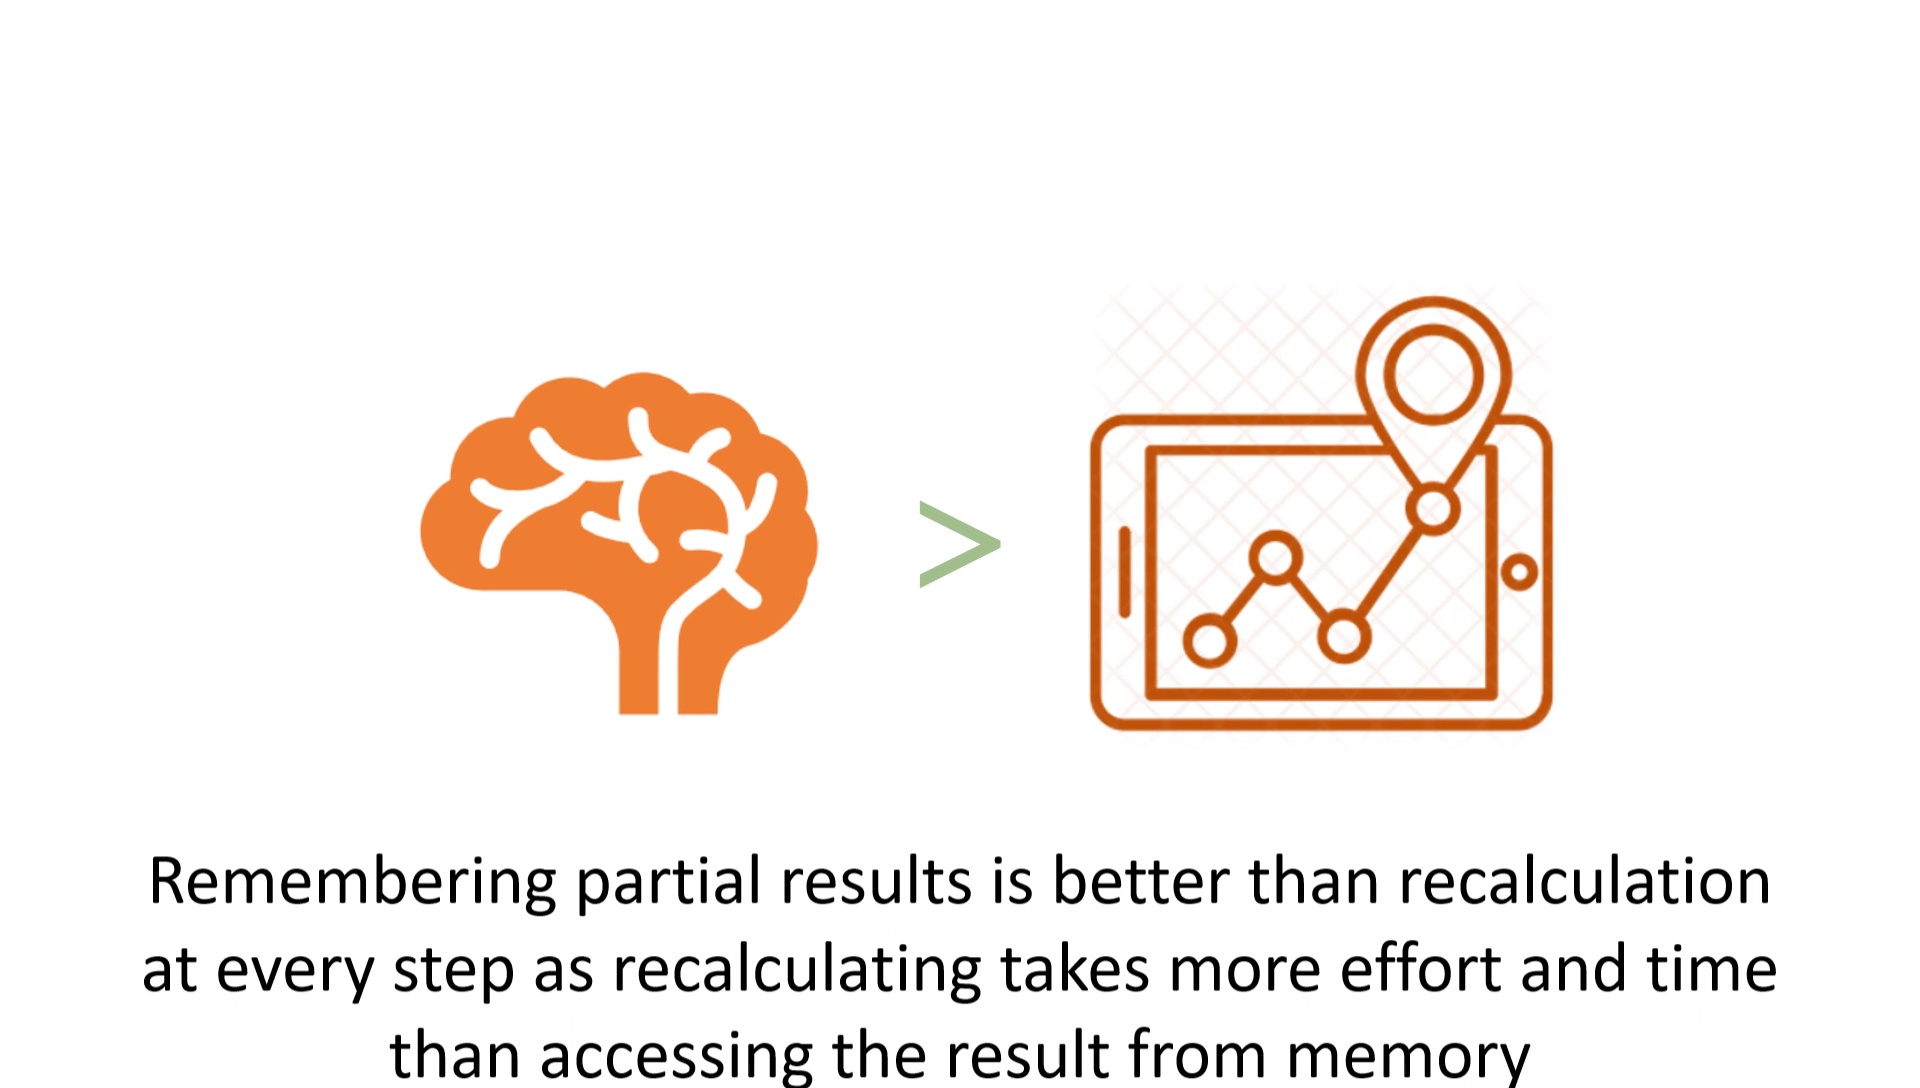 >
Remembering partial results is better than recalculation
at every step as recalculating takes more effort and time
than accessing the result from memory